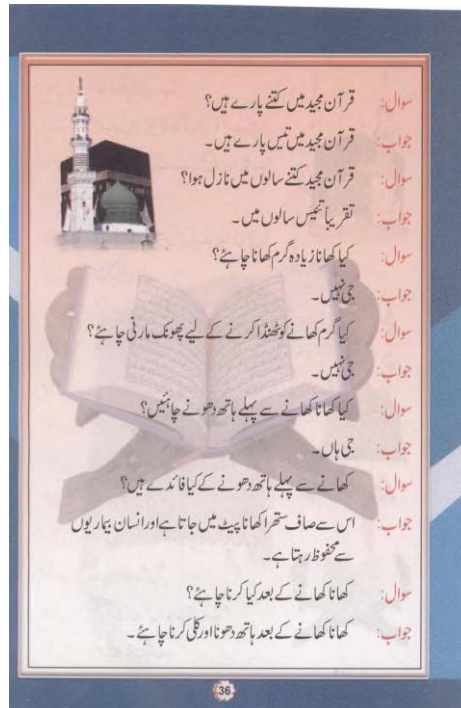 سوال: قرآن مجید میں کتنے پارے ہیں؟
جواب: قرآن مجید میں تیس پارے ہیں۔
سوال: قرآن مجید کتنے سالوں میں نازل ہوا؟
جواب: تقریباً تئیس سالوں میں۔
سوال: کیا کھانا زیادہ گرم کھانا چاہئے؟
جواب: جی نہیں۔
سوال: کیا گرم کھانے کو ٹھنڈا کرنے کے لیے پھونک مارنی چاہئے؟
جواب: جی نہیں۔
سوال: کیا کھانا کھانے سے پہلے ہاتھ دھونے چاہئیں؟
جواب: جی ہاں۔
سوال: کھانے سے پہلے ہاتھ دھونے کے کیا فائدے ہیں؟
جواب: اس سے صاف ستھرا کھانا پیٹ میں جاتا ہے اور انسان بیماریوں
سے محفوظ رہتا ہے۔
سوال: کھانا کھانے کے بعد کیا کرنا چاہئے؟
جواب: کھانا کھانے کے بعد ہاتھ دھونا اور کلی کرنا چاہئے۔
36